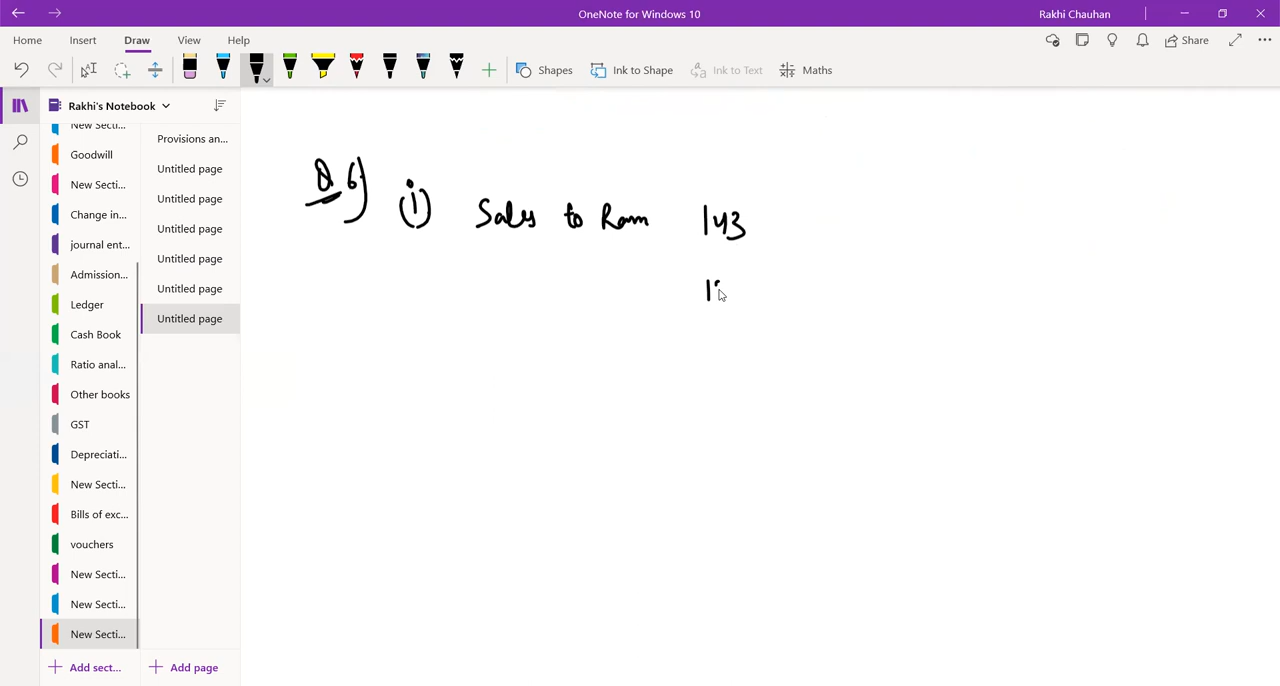 OneNote for Windows 10
Rakhi Chauhan
Home Insert Draw View Help
Share
Shapes Ink to Shape Ink to Text Maths
Rakhi's Notebook
New Secti...
Goodwill
New Secti...
Change in...
journal ent...
Admission...
Ledger
Cash Book
Ratio anal...
Other books
GST
Depreciati...
New Secti...
Bills of exc...
vouchers
New Secti...
New Secti...
New Secti...
Add sect...
Provisions an...
Untitled page
Untitled page
Untitled page
Untitled page
Untitled page
Untitled page
Add page
Q.6) (i) Sales to Ram 143